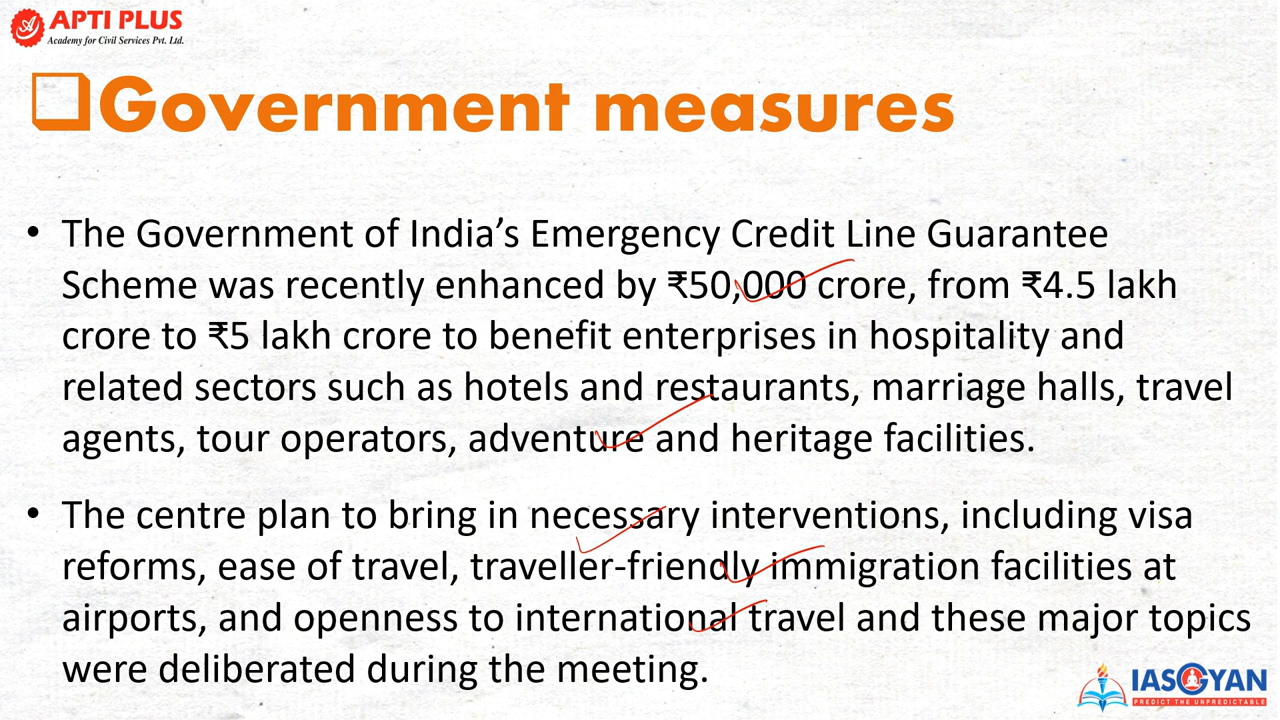 APTI PLUS
Academy for Civil Services Pvt. Ltd.
Government measures
• The Government of India’s Emergency Credit Line Guarantee
Scheme was recently enhanced by ₹50,000 crore, from ₹4.5 lakh
crore to ₹5 lakh crore to benefit enterprises in hospitality and
related sectors such as hotels and restaurants, marriage halls, travel
agents, tour operators, adventure and heritage facilities.
• The centre plan to bring in necessary interventions, including visa
reforms, ease of travel, traveller-friendly immigration facilities at
airports, and openness to international travel and these major topics
were deliberated during the meeting.
IASGYAN
PREDICT THE UNPREDICTABLE